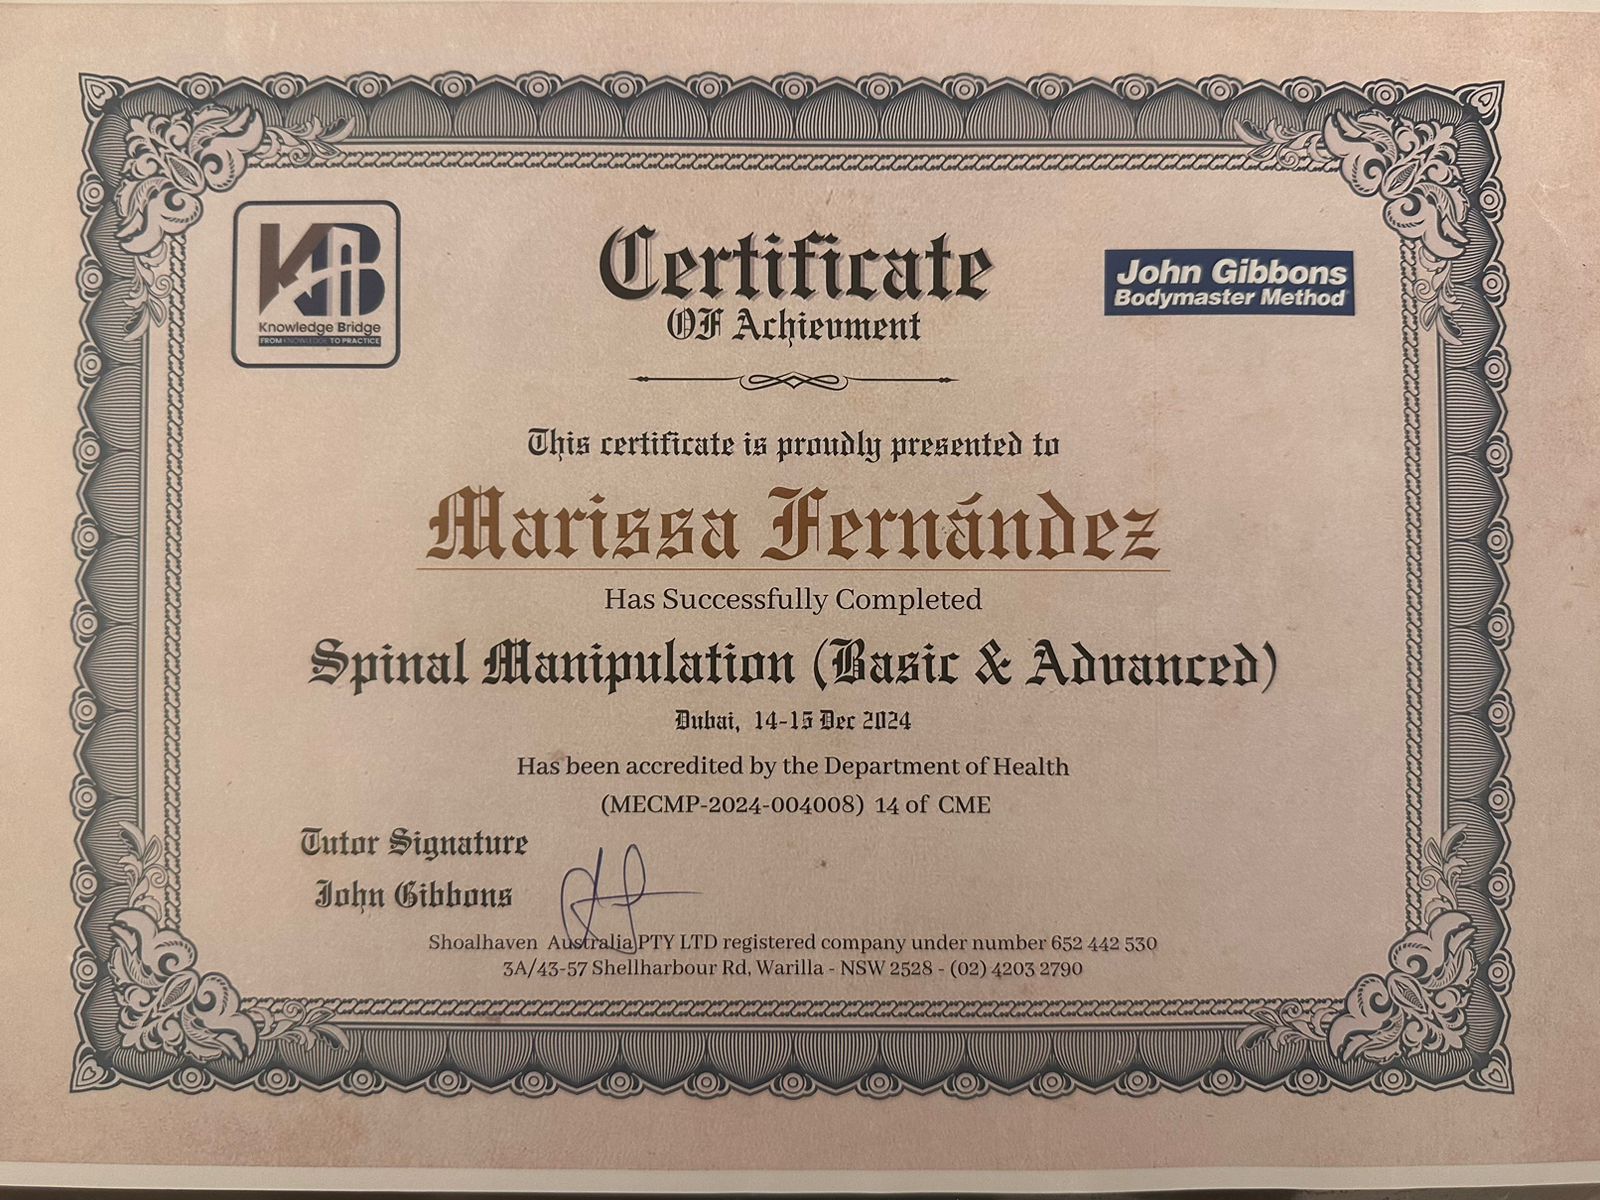 KB
Knowledge Bridge
FROM KNOWLEDGE TO PRACTICE
Certificate
OF Achievment
John Gibbons
Bodymaster Method
This certificate is proudly presented to
Marissa Fernández
Has Successfully Completed
Spinal Manipulation (Basic & Advanced)
Dubai, 14-15 Dec 2024
Has been accredited by the Department of Health
(MECMP-2024-004008) 14 of CME
Tutor Signature
John Gibbons
Shoalhaven Australia PTY LTD registered company under number 652 442 530
3A/43-57 Shellharbour Rd, Warilla - NSW 2528 - (02) 4203 2790